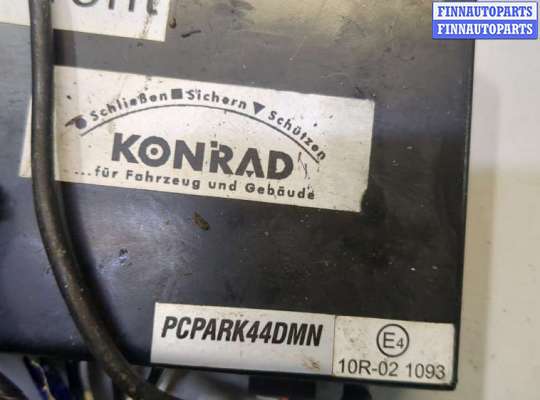 FINNAUTOPARTS
FINNAUTOPARTS
Schließen ■ Sichern ▼ Schützen
KONRAD
...für Fahrzeug und Gebäude
PCPARK44DMN
E4
10R-02 1093